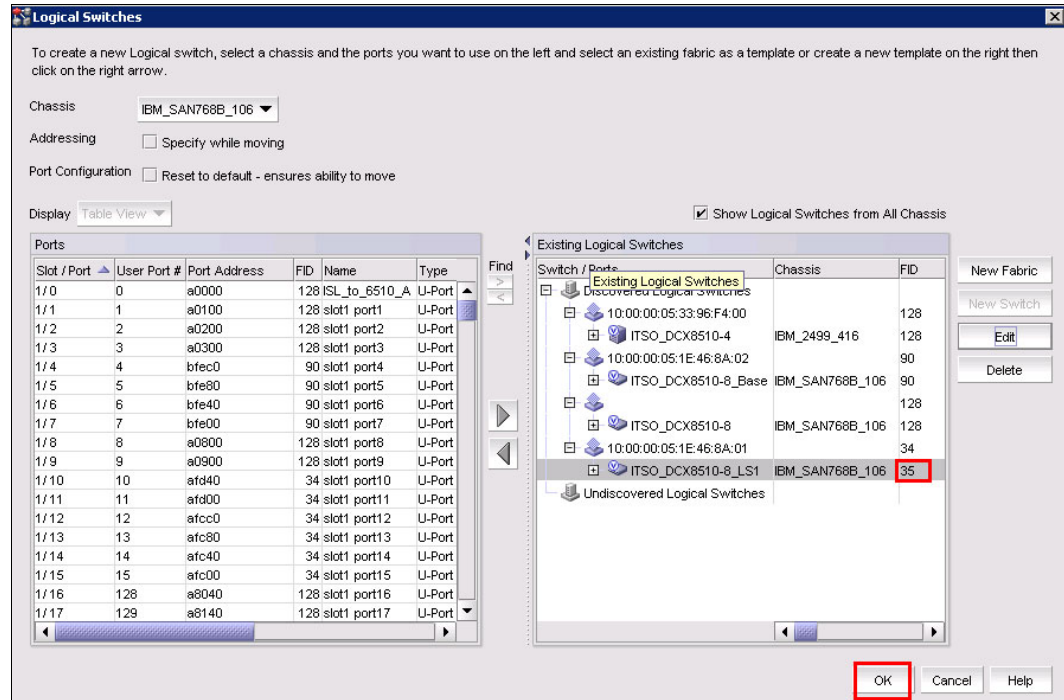 Logical Switches
To create a new Logical switch, select a chassis and the ports you want to use on the left and select an existing fabric as a template or create a new template on the right then
click on the right arrow.
Chassis IBM_SAN768B_106
Addressing Specify while moving
Port Configuration Reset to default - ensures ability to move
Display Table View Show Logical Switches from All Chassis
Ports
Slot / Port User Port # Port Address FID Name Type
1/ 0 0 a0000 128 ISL_to_6510_A U-Port
1/ 1 1 a0100 128 slot1 port1 U-Port
1/ 2 2 a0200 128 slot1 port2 U-Port
1/ 3 3 a0300 128 slot1 port3 U-Port
1/ 4 4 bfec0 90 slot1 port4 U-Port
1/ 5 5 bfe80 90 slot1 port5 U-Port
1/ 6 6 bfe40 90 slot1 port6 U-Port
1/ 7 7 bfe00 90 slot1 port7 U-Port
1/ 8 8 a0800 128 slot1 port8 U-Port
1/ 9 9 a0900 128 slot1 port9 U-Port
1/ 10 10 afd40 34 slot1 port10 U-Port
1/ 11 11 afd00 34 slot1 port11 U-Port
1/ 12 12 afcc0 34 slot1 port12 U-Port
1/ 13 13 afc80 34 slot1 port13 U-Port
1/ 14 14 afc40 34 slot1 port14 U-Port
1/ 15 15 afc00 34 slot1 port15 U-Port
1/ 16 128 a8040 128 slot1 port16 U-Port
1/ 17 129 a8140 128 slot1 port17 U-Port
Find
>
<
Existing Logical Switches
Switch / Ports Chassis FID
Existing Logical Switches
Discovered Logical Switches
10:00:00:05:33:96:F4:00 128
ITSO_DCX8510-4 IBM_2499_416 128
10:00:00:05:1E:46:8A:02 90
ITSO_DCX8510-8_Base IBM_SAN768B_106 90
128
ITSO_DCX8510-8 IBM_SAN768B_106 128
10:00:00:05:1E:46:8A:01 34
ITSO_DCX8510-8_LS1 IBM_SAN768B_106 35
Undiscovered Logical Switches
New Fabric
New Switch
Edit
Delete
OK Cancel Help